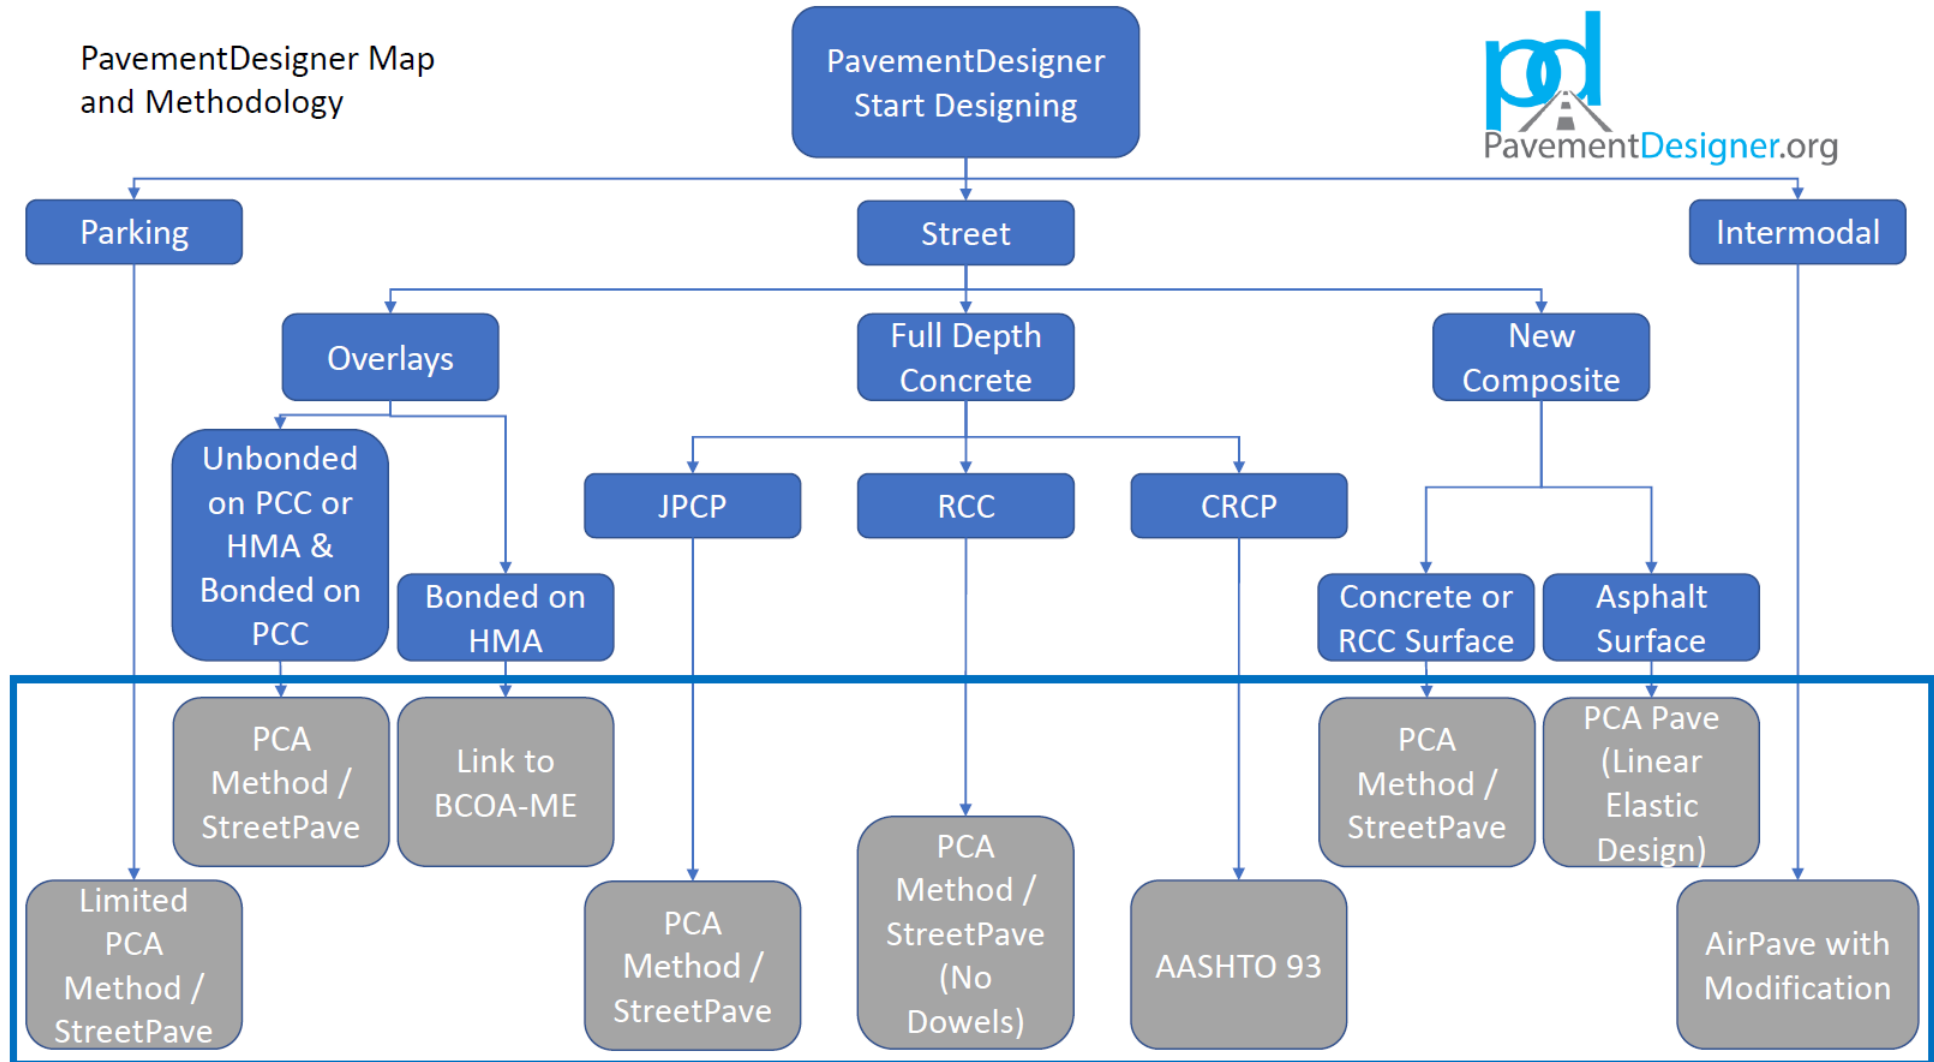 PavementDesigner Map
and Methodology
PavementDesigner
Start Designing
pd
PavementDesigner.org
Parking
Street
Intermodal
Overlays
Full Depth
Concrete
New
Composite
Unbonded
on PCC or
HMA &
Bonded on
PCC
Bonded on
HMA
JPCP
RCC
CRCP
Concrete or
RCC Surface
Asphalt
Surface
Limited
PCA
Method /
StreetPave
PCA
Method /
StreetPave
Link to
BCOA-ME
PCA
Method /
StreetPave
PCA
Method /
StreetPave
(No
Dowels)
AASHTO 93
PCA
Method /
StreetPave
PCA Pave
(Linear
Elastic
Design)
AirPave with
Modification